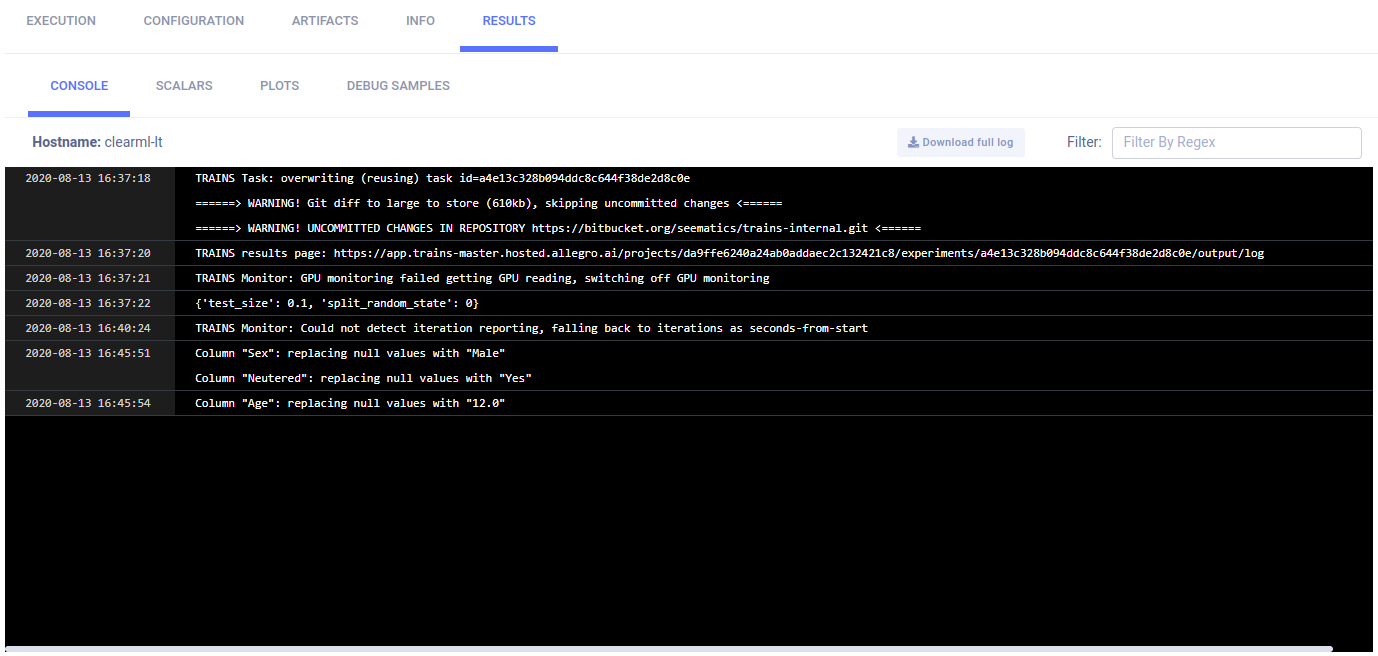 EXECUTION CONFIGURATION ARTIFACTS INFO RESULTS
CONSOLE SCALARS PLOTS DEBUG SAMPLES
Hostname: clearml-lt Download full log Filter: Filter By Regex
2020-08-13 16:37:18 TRAINS Task: overwriting (reusing) task id=a4e13c328b094ddc8c644f38de2d8c0e
======> WARNING! Git diff to large to store (610kb), skipping uncommitted changes <======
======> WARNING! UNCOMMITTED CHANGES IN REPOSITORY https://bitbucket.org/seematics/trains-internal.git <======
2020-08-13 16:37:20 TRAINS results page: https://app.trains-master.hosted.allegro.ai/projects/da9ffe6240a24ab0addaec2c132421c8/experiments/a4e13c328b094ddc8c644f38de2d8c0e/output/log
2020-08-13 16:37:21 TRAINS Monitor: GPU monitoring failed getting GPU reading, switching off GPU monitoring
2020-08-13 16:37:22 {'test_size': 0.1, 'split_random_state': 0}
2020-08-13 16:40:24 TRAINS Monitor: Could not detect iteration reporting, falling back to iterations as seconds-from-start
2020-08-13 16:45:51 Column "Sex": replacing null values with "Male"
Column "Neutered": replacing null values with "Yes"
2020-08-13 16:45:54 Column "Age": replacing null values with "12.0"